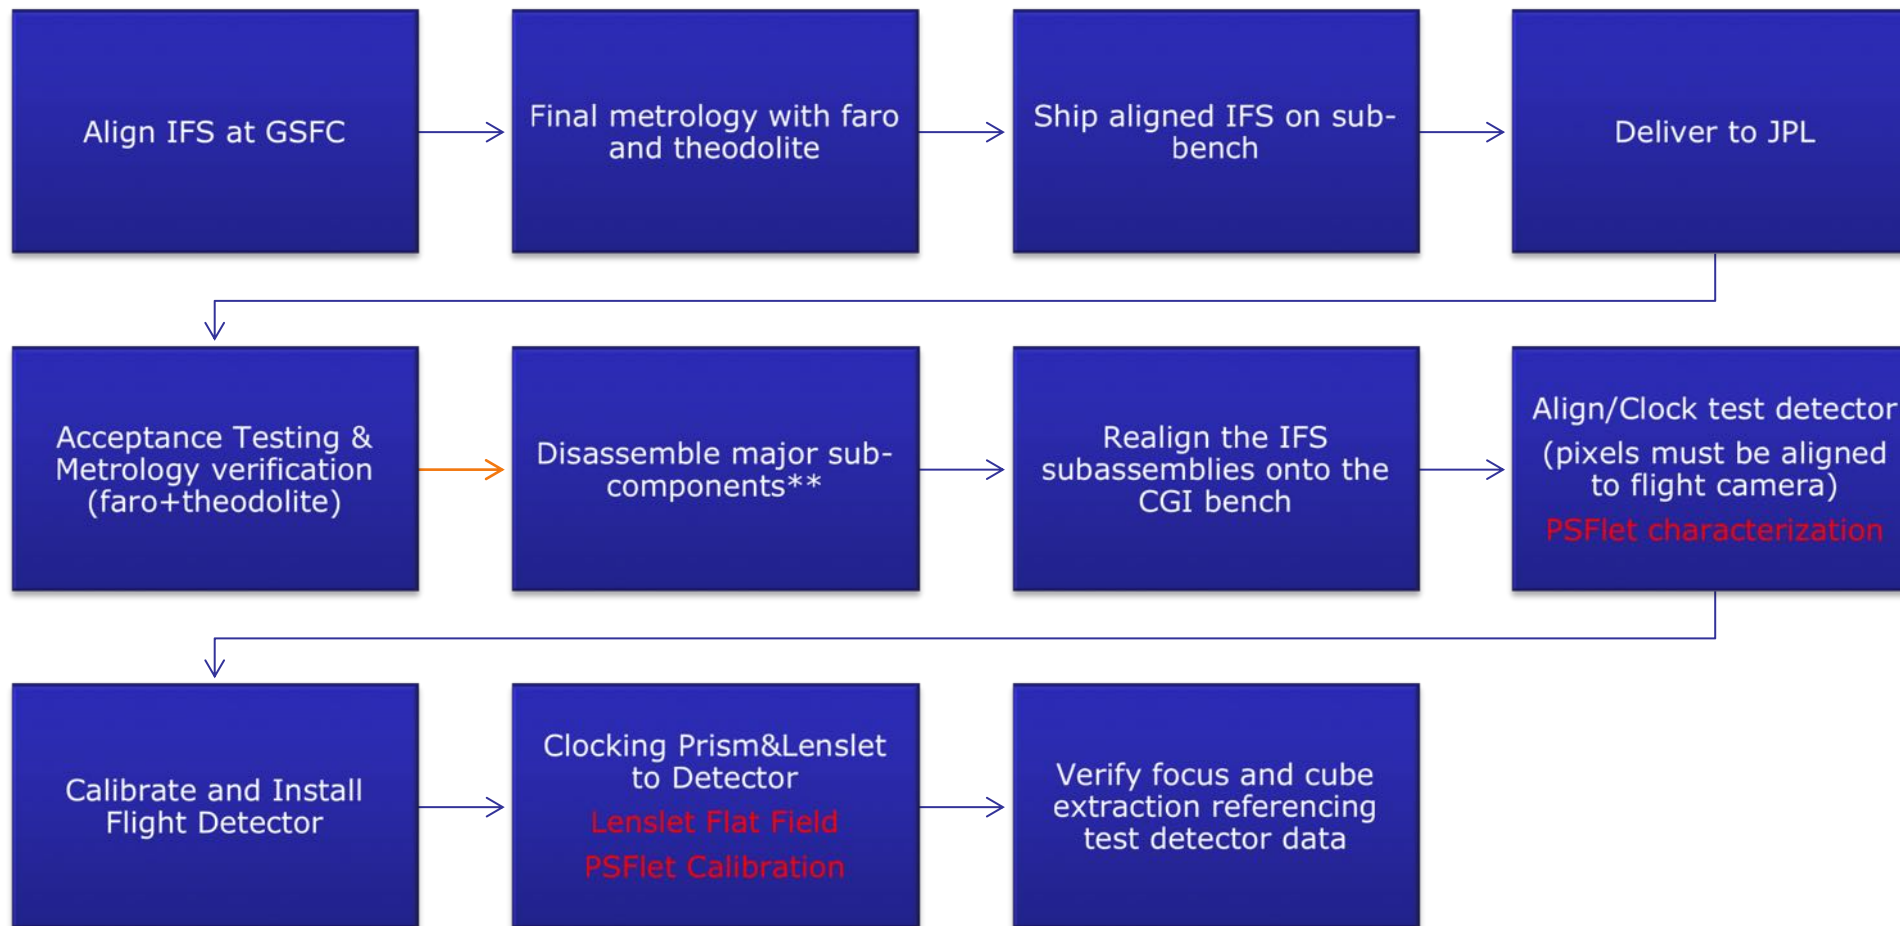 Align IFS at GSFC
Final metrology with faro
and theodolite
Ship aligned IFS on sub-
bench
Deliver to JPL
Acceptance Testing &
Metrology verification
(faro+theodolite)
Disassemble major sub-
components**
Realign the IFS
subassemblies onto the
CGI bench
Align/Clock test detector
(pixels must be aligned
to flight camera)
PSFlet characterization
Calibrate and Install
Flight Detector
Clocking Prism&Lenslet
to Detector
Lenslet Flat Field
PSFlet Calibration
Verify focus and cube
extraction referencing
test detector data